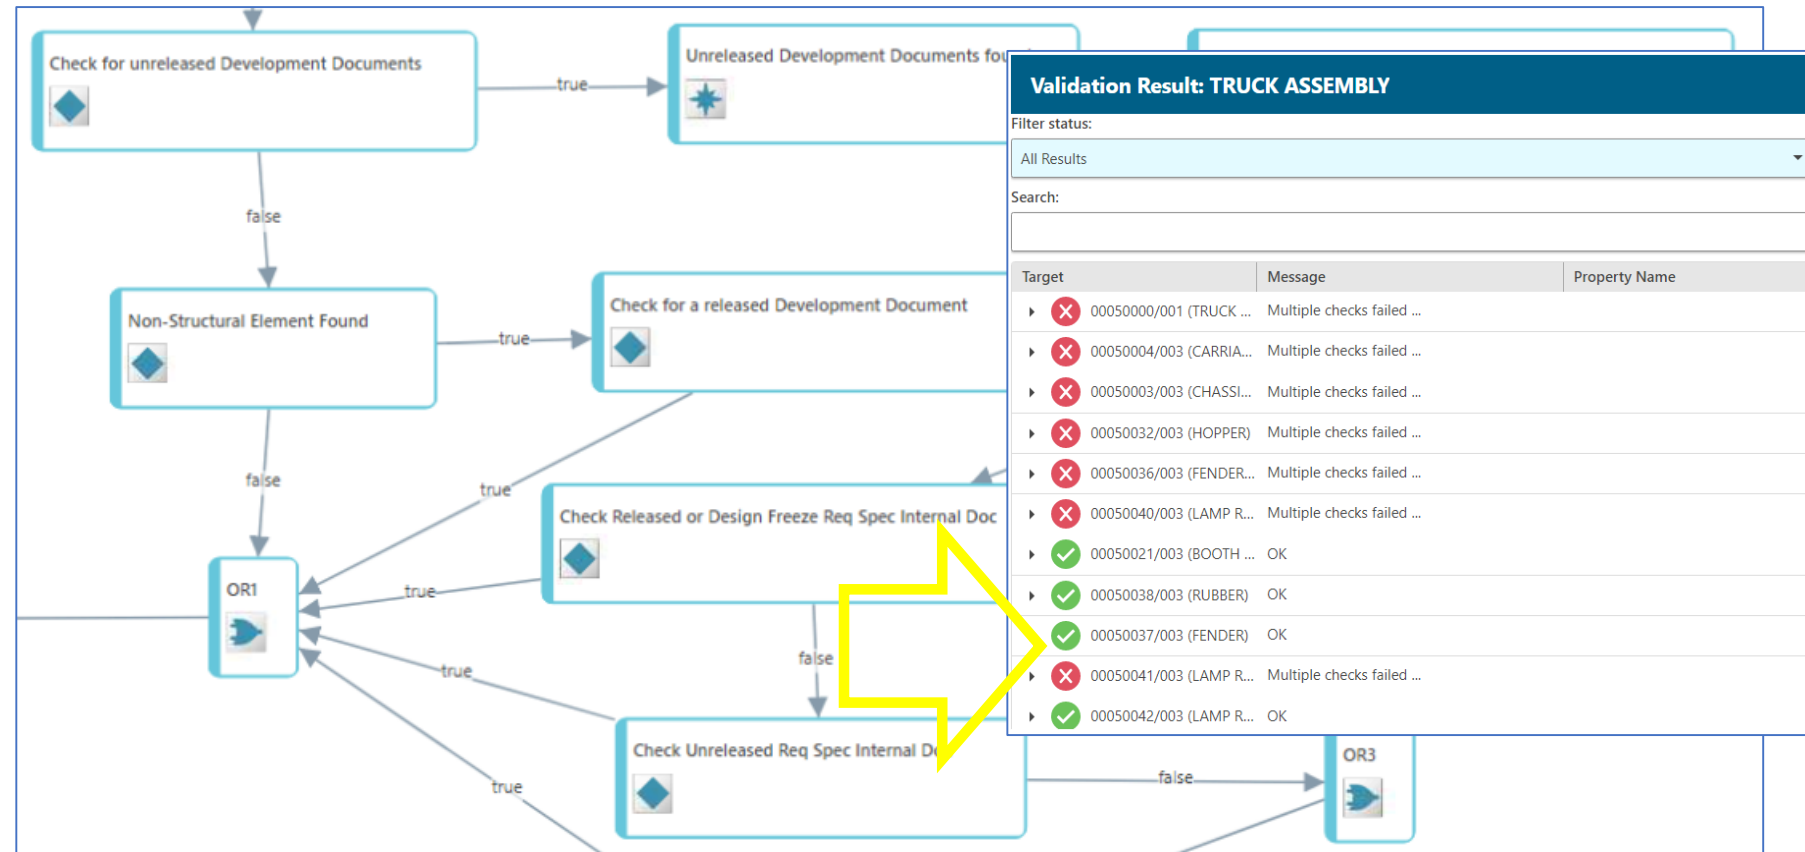 Check for unreleased Development Documents
true
Unreleased Development Documents
false
Non-Structural Element Found
true
Check for a released Development Document
false
true
Check Released or Design Freeze Req Spec Internal Doc
OR1
true
false
true
Check Unreleased Req Spec Internal
true
false
OR3
Validation Result: TRUCK ASSEMBLY
Filter status:
All Results
Search:
Target Message Property Name
00050000/001 (TRUCK ... Multiple checks failed ...
00050004/003 (CARRIA... Multiple checks failed ...
00050003/003 (CHASSI... Multiple checks failed ...
00050032/003 (HOPPER) Multiple checks failed ...
00050036/003 (FENDER... Multiple checks failed ...
00050040/003 (LAMP R... Multiple checks failed ...
00050021/003 (BOOTH ... OK
00050038/003 (RUBBER) OK
00050037/003 (FENDER) OK
00050041/003 (LAMP R... Multiple checks failed ...
00050042/003 (LAMP R... OK